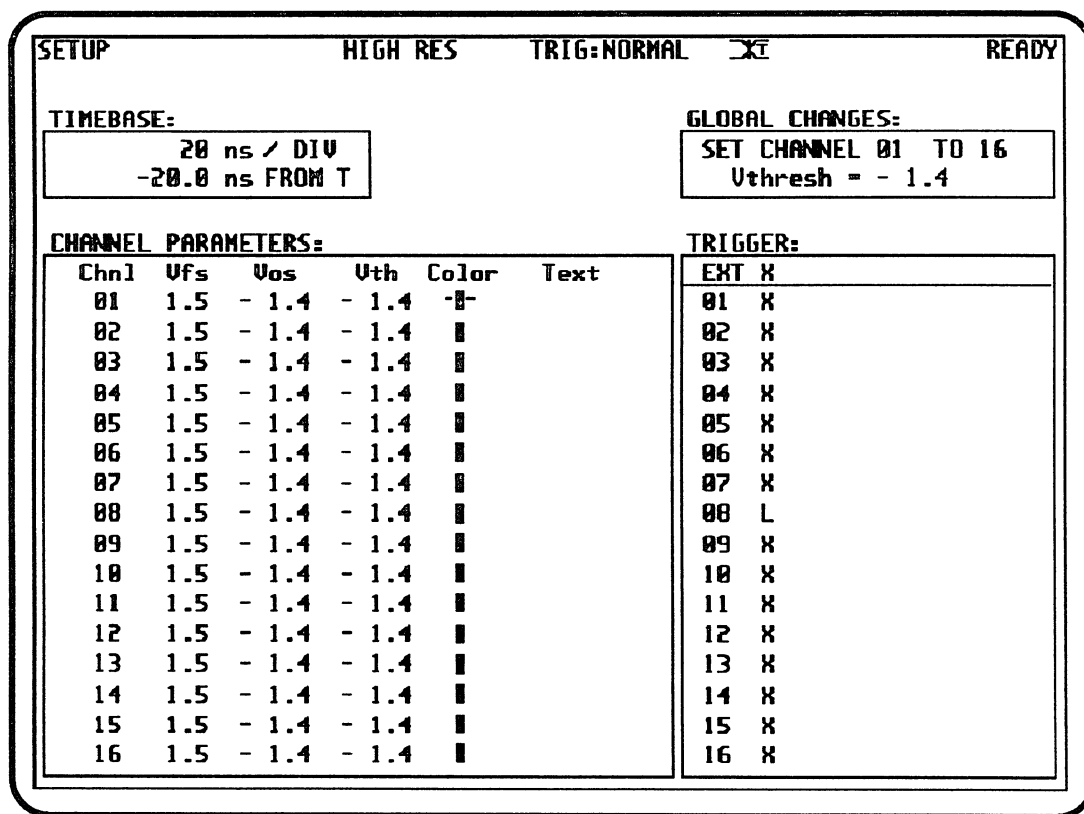 SETUP HIGH RES TRIG:NORMAL XT READY
TIMEBASE: GLOBAL CHANGES:
20 ns / DIV SET CHANNEL 01 TO 16
-20.0 ns FROM T Vthresh = - 1.4
CHANNEL PARAMETERS: TRIGGER:
Chnl Vfs Vos Vth Color Text EXT X
01 1.5 - 1.4 - 1.4 01 X
02 1.5 - 1.4 - 1.4 02 X
03 1.5 - 1.4 - 1.4 03 X
04 1.5 - 1.4 - 1.4 04 X
05 1.5 - 1.4 - 1.4 05 X
06 1.5 - 1.4 - 1.4 06 X
07 1.5 - 1.4 - 1.4 07 X
08 1.5 - 1.4 - 1.4 08 L
09 1.5 - 1.4 - 1.4 09 X
10 1.5 - 1.4 - 1.4 10 X
11 1.5 - 1.4 - 1.4 11 X
12 1.5 - 1.4 - 1.4 12 X
13 1.5 - 1.4 - 1.4 13 X
14 1.5 - 1.4 - 1.4 14 X
15 1.5 - 1.4 - 1.4 15 X
16 1.5 - 1.4 - 1.4 16 X